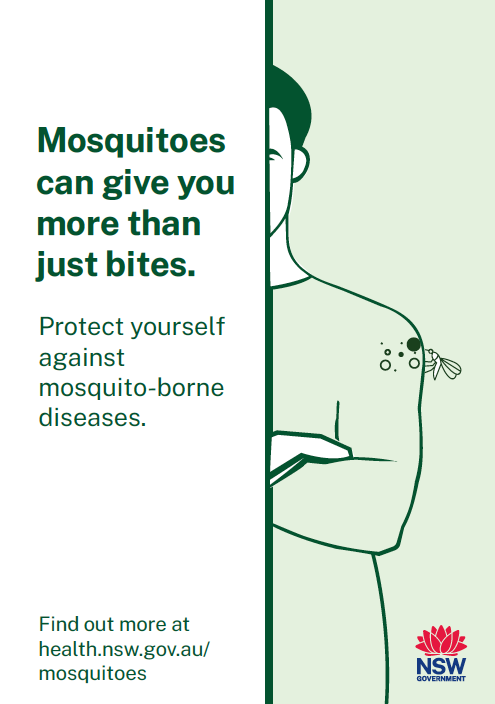 Mosquitoes
can give you
more than
just bites.
Protect yourself
against
mosquito-borne
diseases.
Find out more at
health.nsw.gov.au/
mosquitoes
NSW
GOVERNMENT